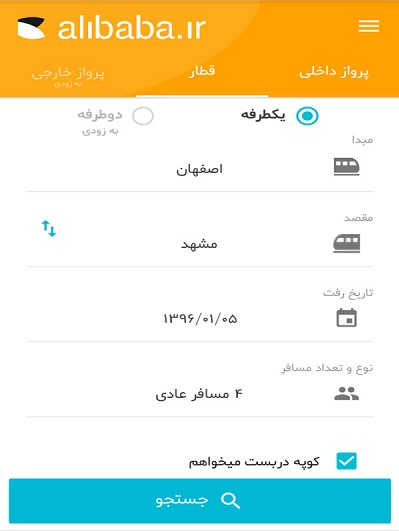 alibaba.ir
پرواز داخلی
قطار
پرواز خارجی
به زودی
یکطرفه
دوطرفه
به زودی
مبدا
اصفهان
مقصد
مشهد
تاریخ رفت
۱۳۹۶/۰۱/۰۵
نوع و تعداد مسافر
۴ مسافر عادی
کوپه دربست میخواهم
جستجو